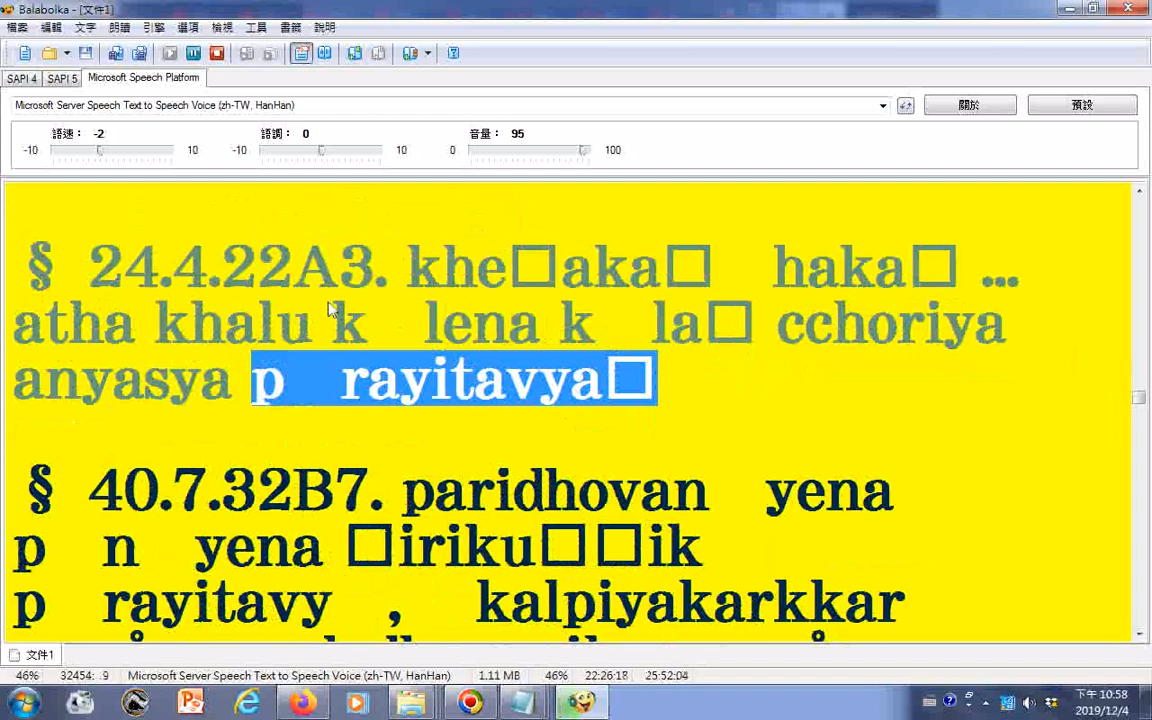 Balabolka - [文件1]
檔案 編輯 文字 朗讀 引擎 選項 檢視 工具 書籤 說明
SAPI 4 SAPI 5 Microsoft Speech Platform
Microsoft Server Speech Text to Speech Voice (zh-TW, HanHan)
關於 預設
語速： -2 語調： 0 音量： 95
-10 10 -10 10 0 100
§ 24.4.22A3. khe□aka□ haka□ ...
atha khalu k lena k la□ cchoriya
anyasya p rayitavya□
§ 40.7.32B7. paridhovan yena
p n yena □iriku□□ik
p rayitavy , kalpiyakarkkar
文件1
46% 32454: .9 Microsoft Server Speech Text to Speech Voice (zh-TW, HanHan) 1.11 MB 46% 22:26:18 25:52:04
下午 10:58
2019/12/4